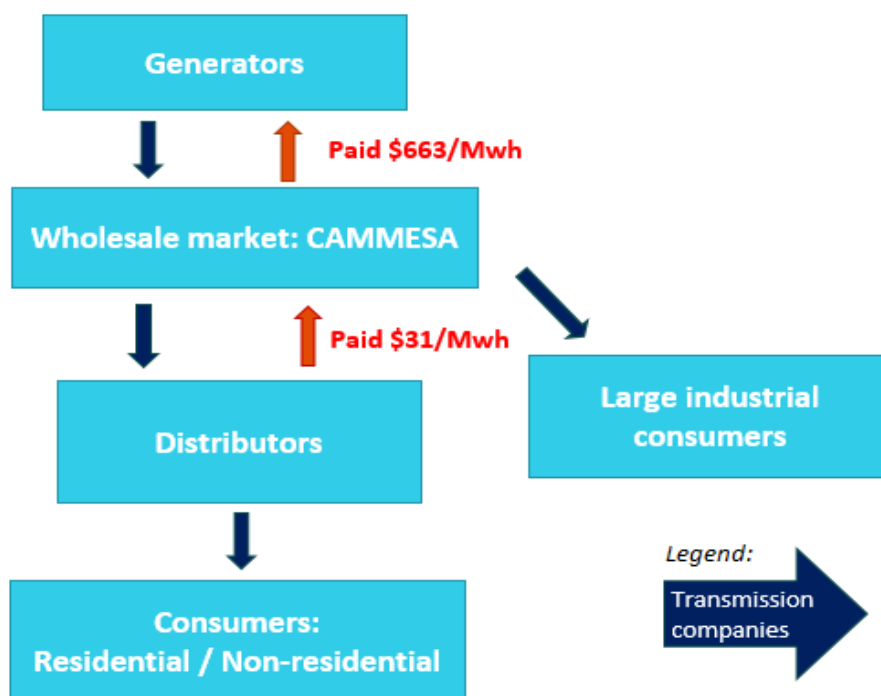 Generators
Paid $663/Mwh
Wholesale market: CAMMESA
Paid $31/Mwh
Large industrial
consumers
Distributors
Legend:
Transmission
companies
Consumers:
Residential / Non-residential